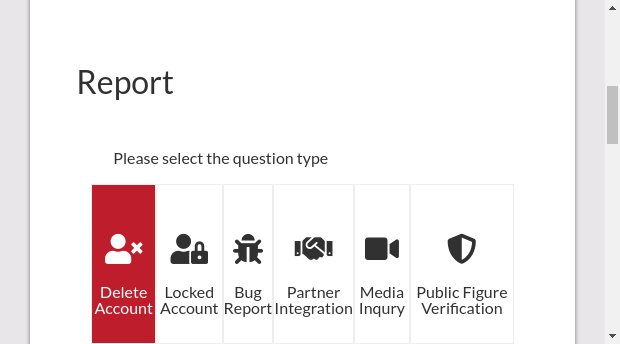 Report
Please select the question type
Delete Account
Locked Account
Bug Report
Partner Integration
Media Inqury
Public Figure Verification